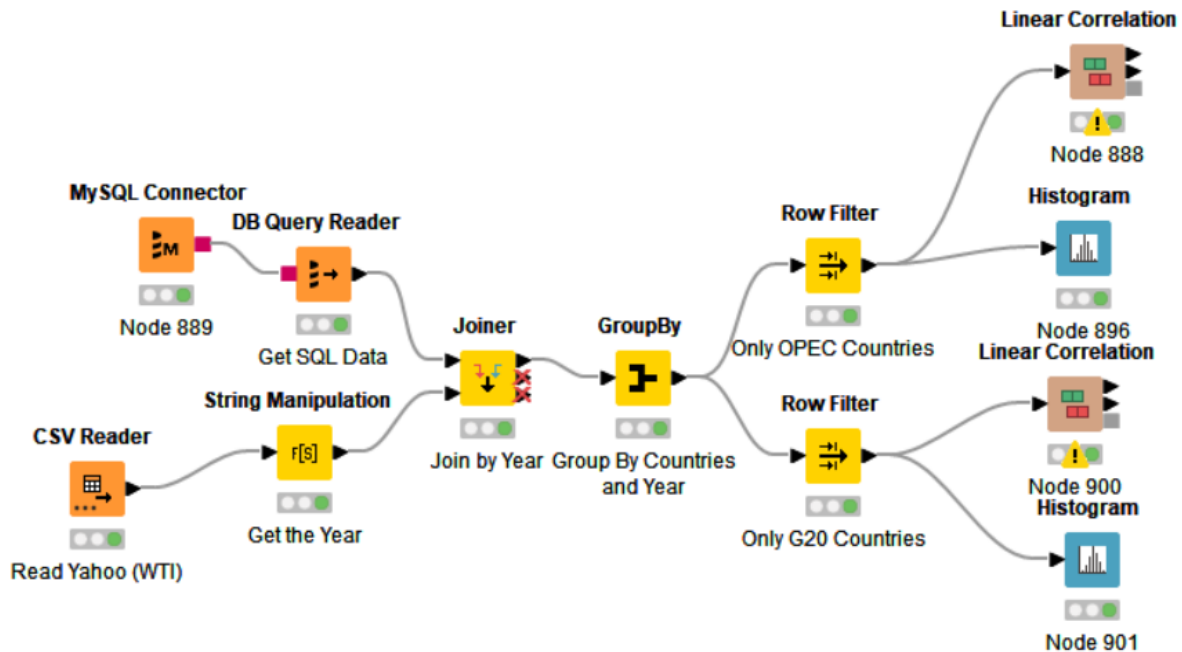 Linear Correlation
Node 888
MySQL Connector
M
Node 889
DB Query Reader
Get SQL Data
Row Filter
Only OPEC Countries
Histogram
Node 896
Joiner
Join by Year
GroupBy
Group By Countries
and Year
Linear Correlation
Node 900
String Manipulation
F[S]
Get the Year
CSV Reader
Read Yahoo (WTI)
Row Filter
Only G20 Countries
Histogram
Node 901